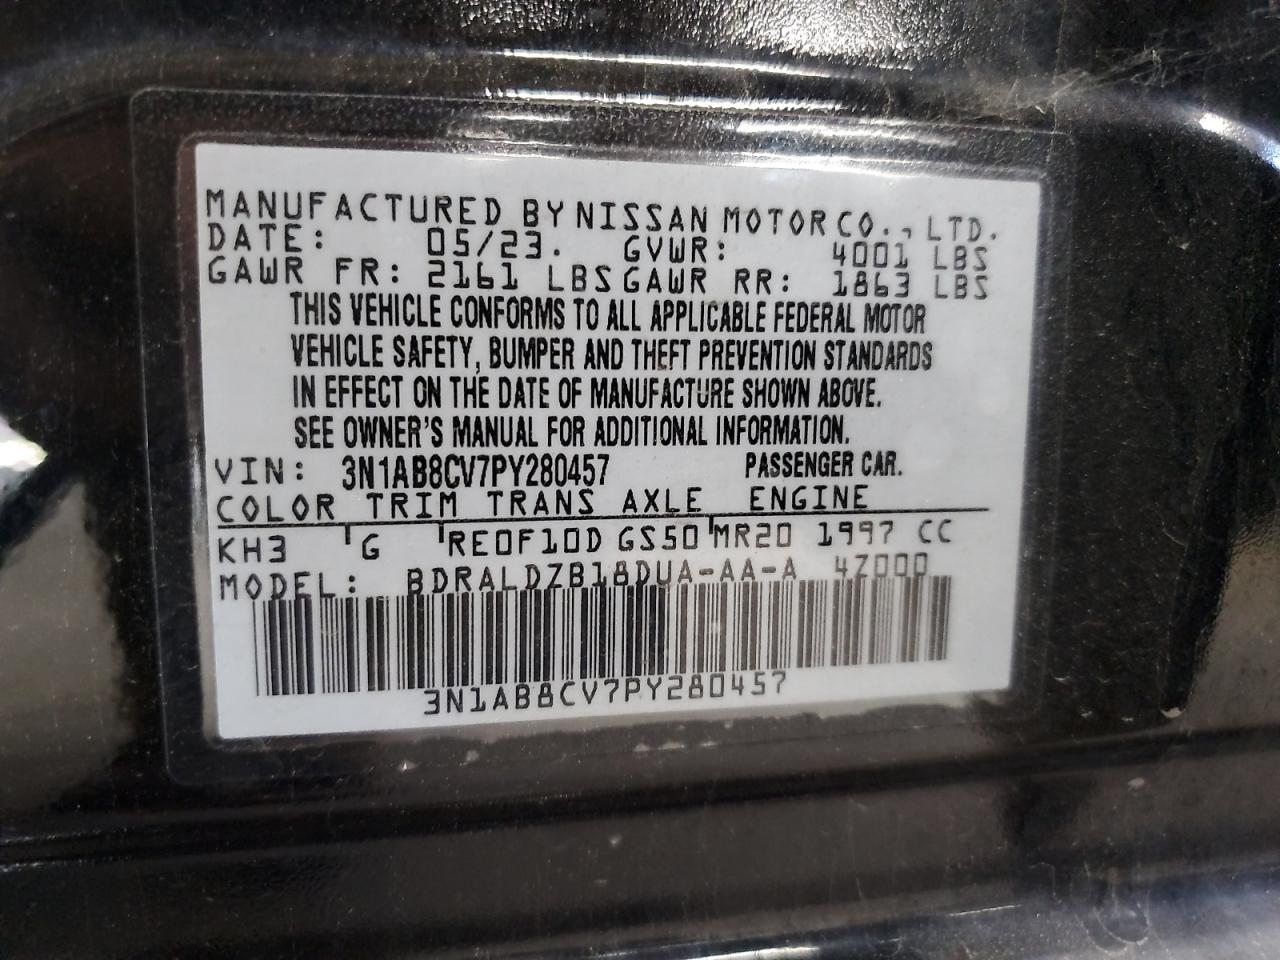 MANUFACTURED BY NISSAN MOTOR CO., LTD.
DATE: 05/23. GVWR: 4001 LBS
GAWR FR: 2161 LBS GAWR RR: 1863 LBS
THIS VEHICLE CONFORMS TO ALL APPLICABLE FEDERAL MOTOR
VEHICLE SAFETY, BUMPER AND THEFT PREVENTION STANDARDS
IN EFFECT ON THE DATE OF MANUFACTURE SHOWN ABOVE.
SEE OWNER'S MANUAL FOR ADDITIONAL INFORMATION.
VIN: 3N1AB8CV7PY280457 PASSENGER CAR.
COLOR TRIM TRANS AXLE ENGINE
KH3 G RE0F10D GS50 MR20 1997 CC
MODEL: BDRALDZB18DUA-AA-A 4Z000
3N1AB8CV7PY280457